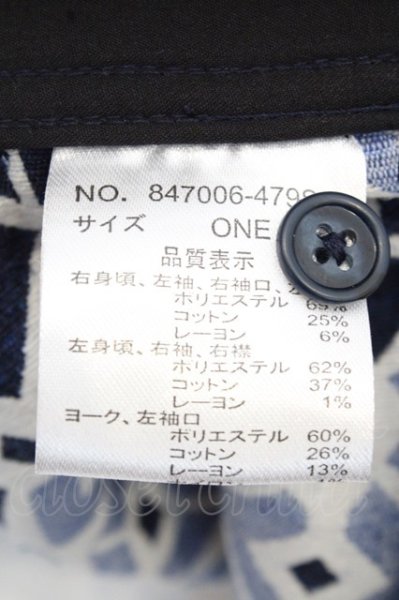 NO. 847006-479
サイズ ONE
品質表示
右身頃、左袖、右袖口、
ポリエステル 69%
コットン 25%
レーヨン 6%
左身頃、右袖、右襟
ポリエステル 62%
コットン 37%
レーヨン 1%
ヨーク、左袖口
ポリエステル 60%
コットン 26%
レーヨン 13%
closet child